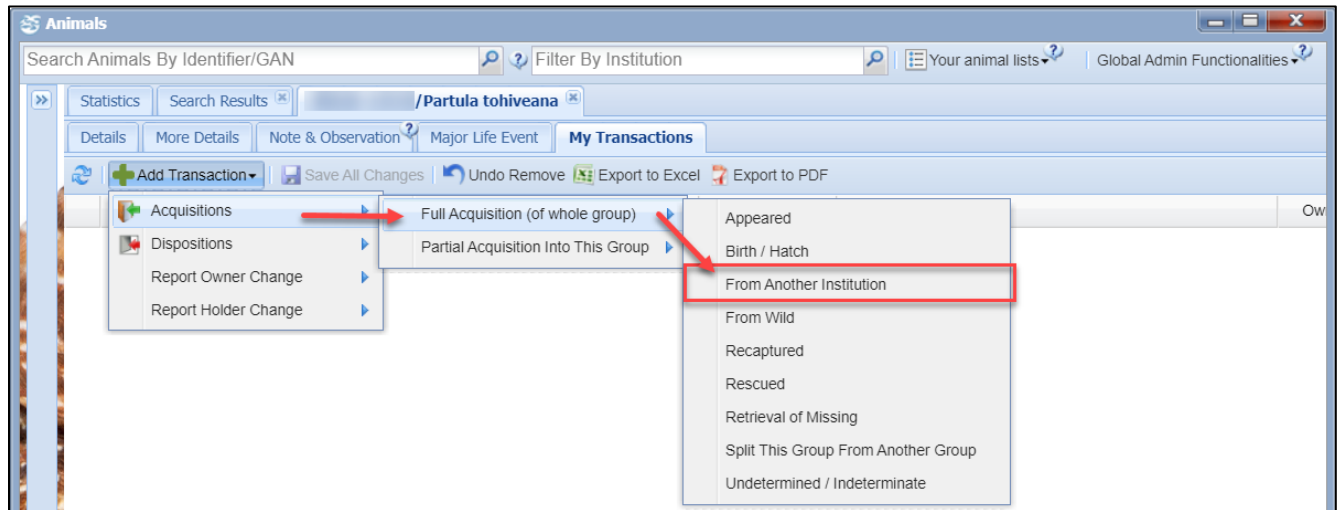 Animals
Search Animals By Identifier/GAN Filter By Institution Your animal lists Global Admin Functionalities
Statistics Search Results /Partula tohiveana
Details More Details Note & Observation Major Life Event My Transactions
Add Transaction Save All Changes Undo Remove Export to Excel Export to PDF
Acquisitions Full Acquisition (of whole group) Appeared Ow
Dispositions Partial Acquisition Into This Group Birth / Hatch
Report Owner Change From Another Institution
Report Holder Change From Wild
Recaptured
Rescued
Retrieval of Missing
Split This Group From Another Group
Undetermined / Indeterminate